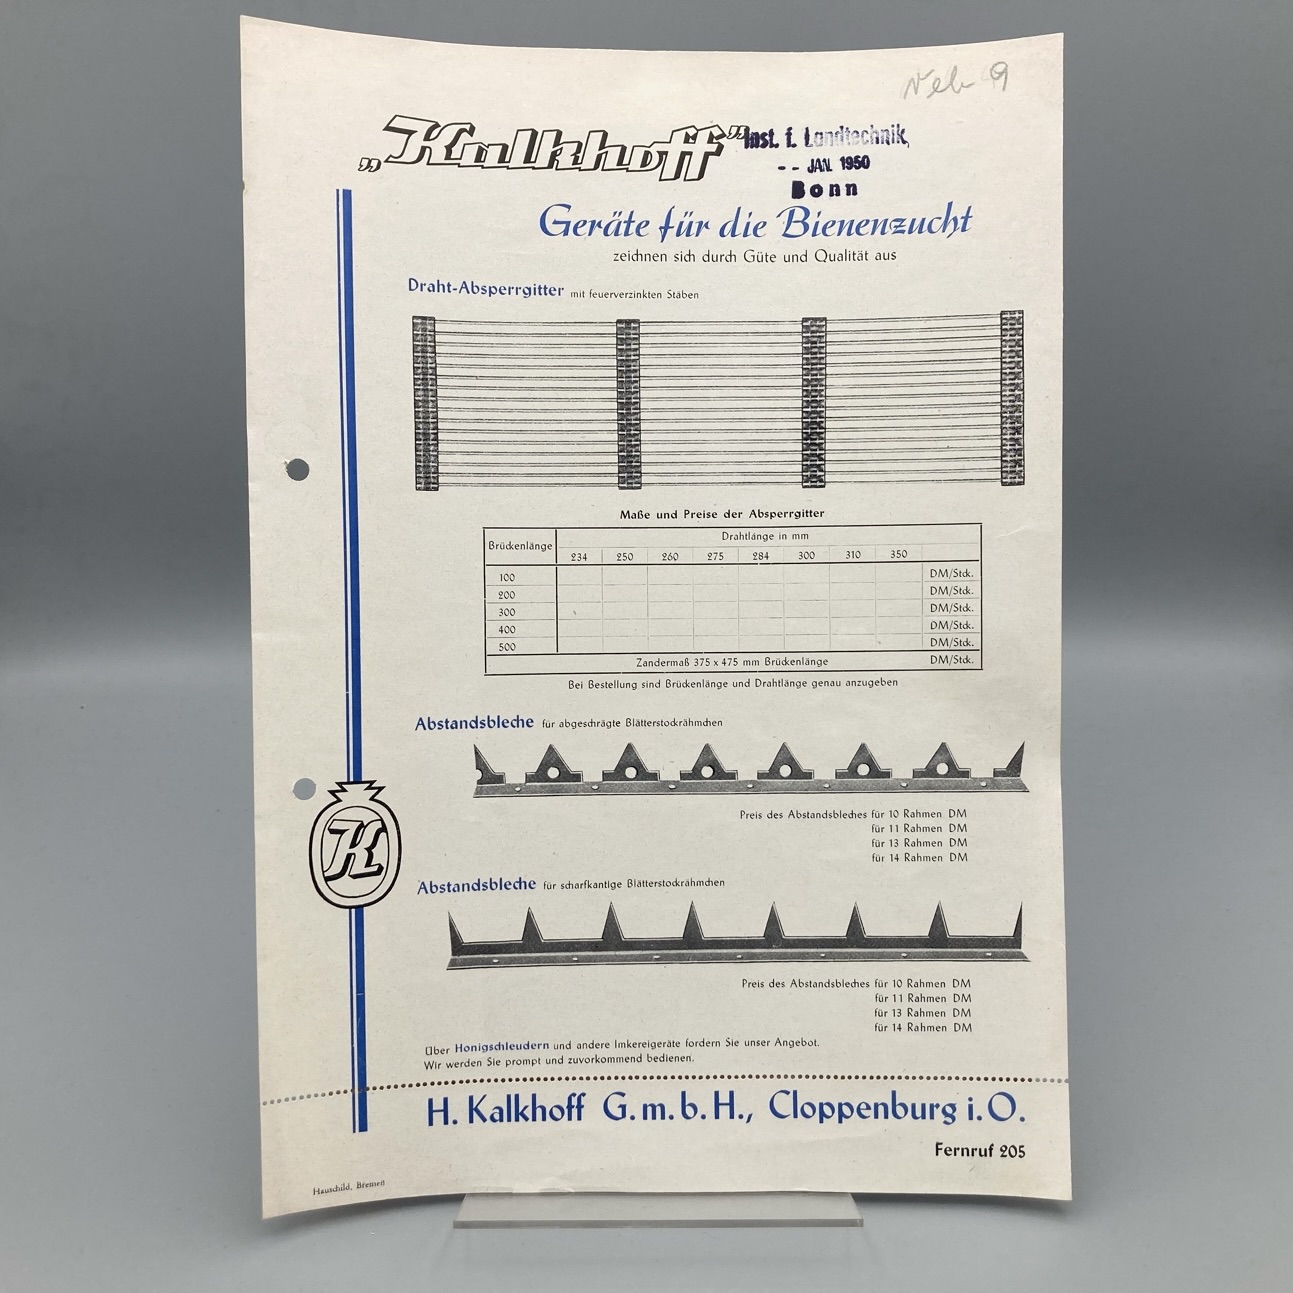 9
„Kalkhoff”
Inst. f. Landtechnik,
- - JAN. 1950
Bonn
Geräte für die Bienenzucht
zeichnen sich durch Güte und Qualität aus
Draht-Absperrgitter mit feuerverzinkten Stäben
Maße und Preise der Absperrgitter
Brückenlänge
Drahtlänge in mm
234 250 260 275 284 300 310 350
100 DM/Stck.
200 DM/Stck.
300 DM/Stck.
400 DM/Stck.
500 DM/Stck.
Zandermaß 375 x 475 mm Brückenlänge DM/Stck.
Bei Bestellung sind Brückenlänge und Drahtlänge genau anzugeben
Abstandsbleche für abgeschrägte Blätterstockrähmchen
Preis des Abstandsbleches für 10 Rahmen DM
für 11 Rahmen DM
für 13 Rahmen DM
für 14 Rahmen DM
K
Abstandsbleche für scharfkantige Blätterstockrähmchen
Preis des Abstandsbleches für 10 Rahmen DM
für 11 Rahmen DM
für 13 Rahmen DM
für 14 Rahmen DM
Über Honigschleudern und andere Imkereigeräte fordern Sie unser Angebot.
Wir werden Sie prompt und zuvorkommend bedienen.
H. Kalkhoff G.m.b.H., Cloppenburg i.O.
Fernruf 205
Hauschild, Bremen